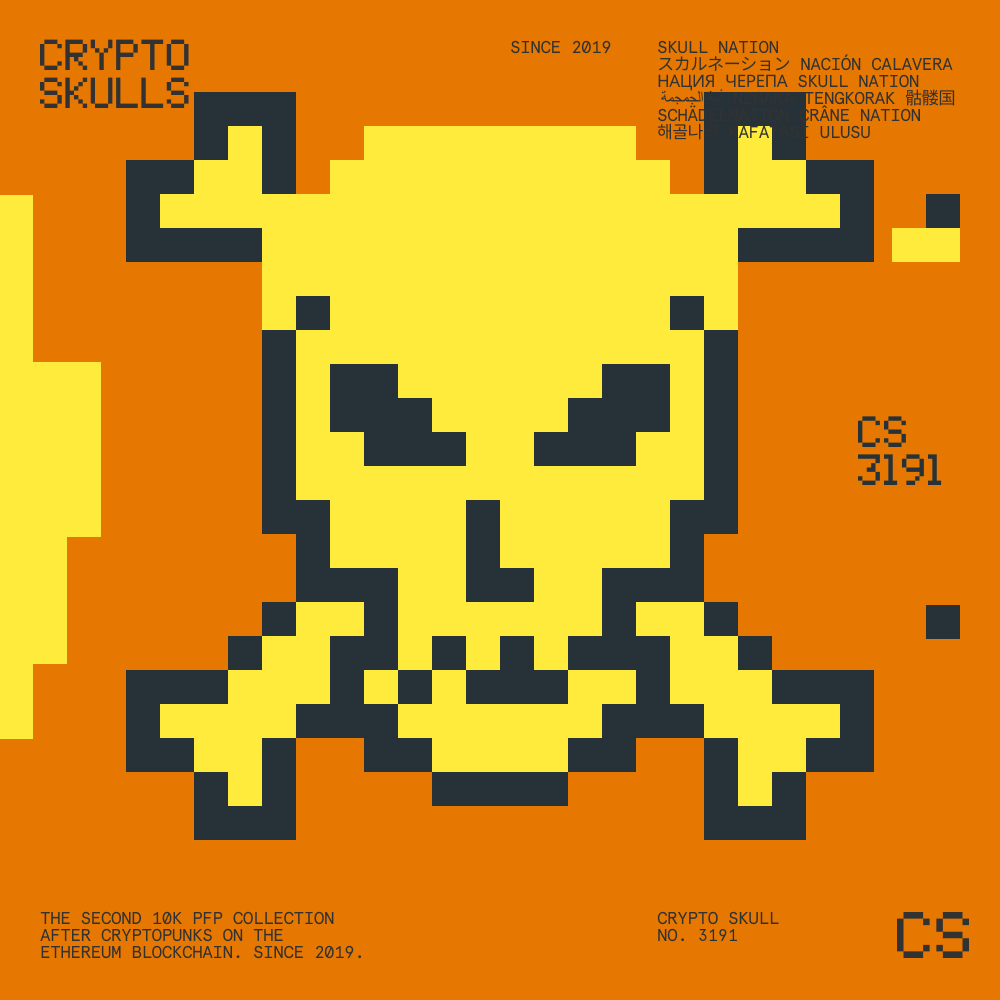 CRYPTO
SKULLS
SINCE 2019
SKULL NATION
スカルネーション NACIÓN CALAVERA
НАЦИЯ ЧЕРЕПА SKULL NATION
الجمجمة TENGKORAK 骷髅国
CRÂNE NATION
ULUSU
CS
3191
THE SECOND 10K PFP COLLECTION
AFTER CRYPTOPUNKS ON THE
ETHEREUM BLOCKCHAIN. SINCE 2019.
CRYPTO SKULL
NO. 3191
CS